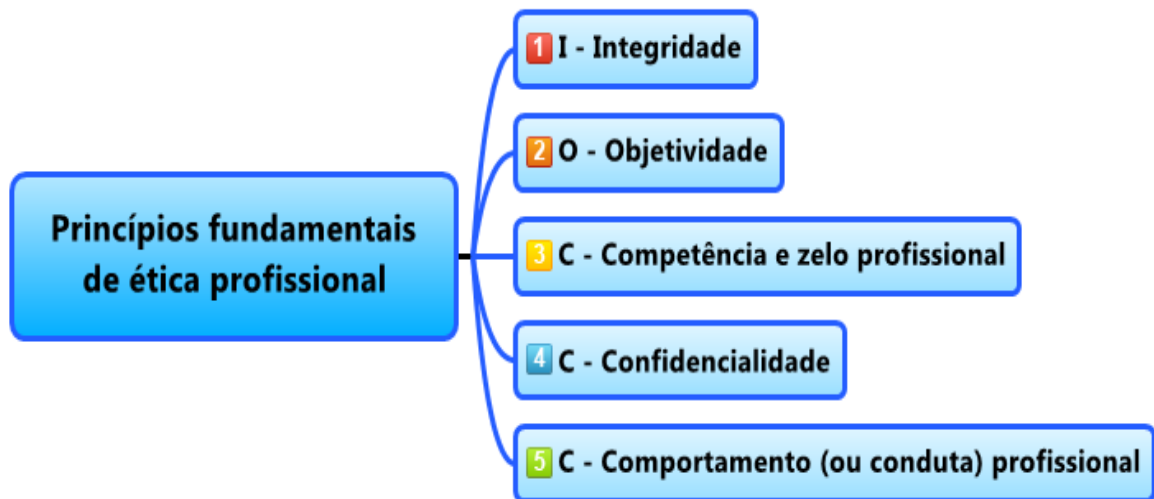 Princípios fundamentais
de ética profissional
1 I - Integridade
2 O - Objetividade
3 C - Competência e zelo profissional
4 C - Confidencialidade
5 C - Comportamento (ou conduta) profissional